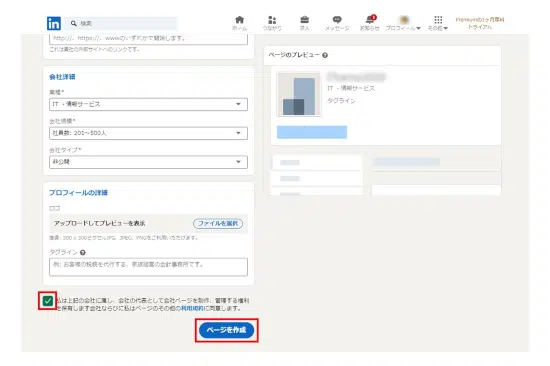 in
検索
ホーム
つながり
求人
メッセージ
お知らせ
プロフィール▼
その他▼
Premiumの1ヶ月無料
トライアル
http://、https://、wwwのいずれかで開始します。
これは貴社の外部サイトへのリンクです。
ページのプレビュー
会社詳細
業種*
IT ・情報サービス
IT ・情報サービス
タグライン
会社規模*
社員数: 201～500人
会社タイプ*
非公開
プロフィールの詳細
ロゴ
アップロードしてプレビューを表示
ファイルを選択
推奨: 300 x 300ピクセル。JPG、JPEG、PNGをご利用いただけます。
タグライン
例: お客様の税務を代行する、家族経営の会計事務所です。
私は上記の会社に属し、会社の代表として会社ページを制作、管理する権利
を保有します会社ならびに私はページのその他の利用規約に同意します。
ページを作成